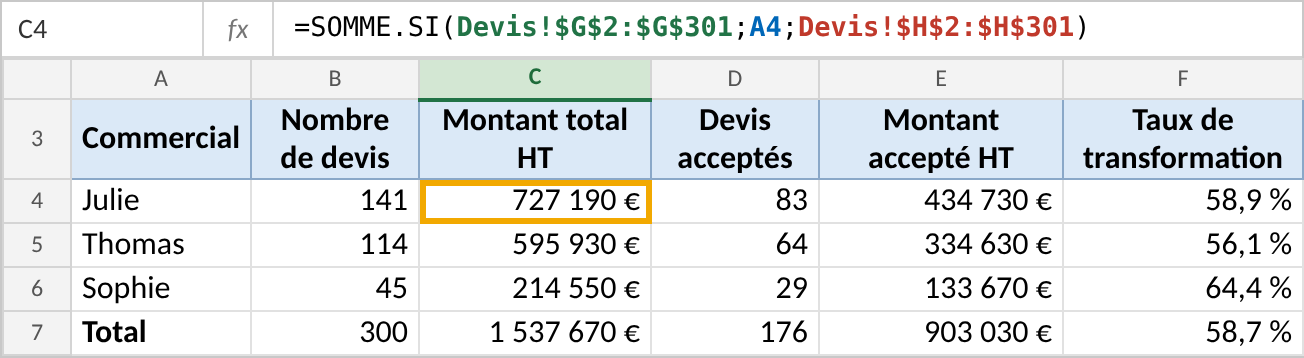 C4 fx =SOMME.SI(Devis!$G$2:$G$301;A4;Devis!$H$2:$H$301)
A B C D E F
3 Commercial Nombre de devis Montant total HT Devis acceptés Montant accepté HT Taux de transformation
4 Julie 141 727 190 € 83 434 730 € 58,9 %
5 Thomas 114 595 930 € 64 334 630 € 56,1 %
6 Sophie 45 214 550 € 29 133 670 € 64,4 %
7 Total 300 1 537 670 € 176 903 030 € 58,7 %